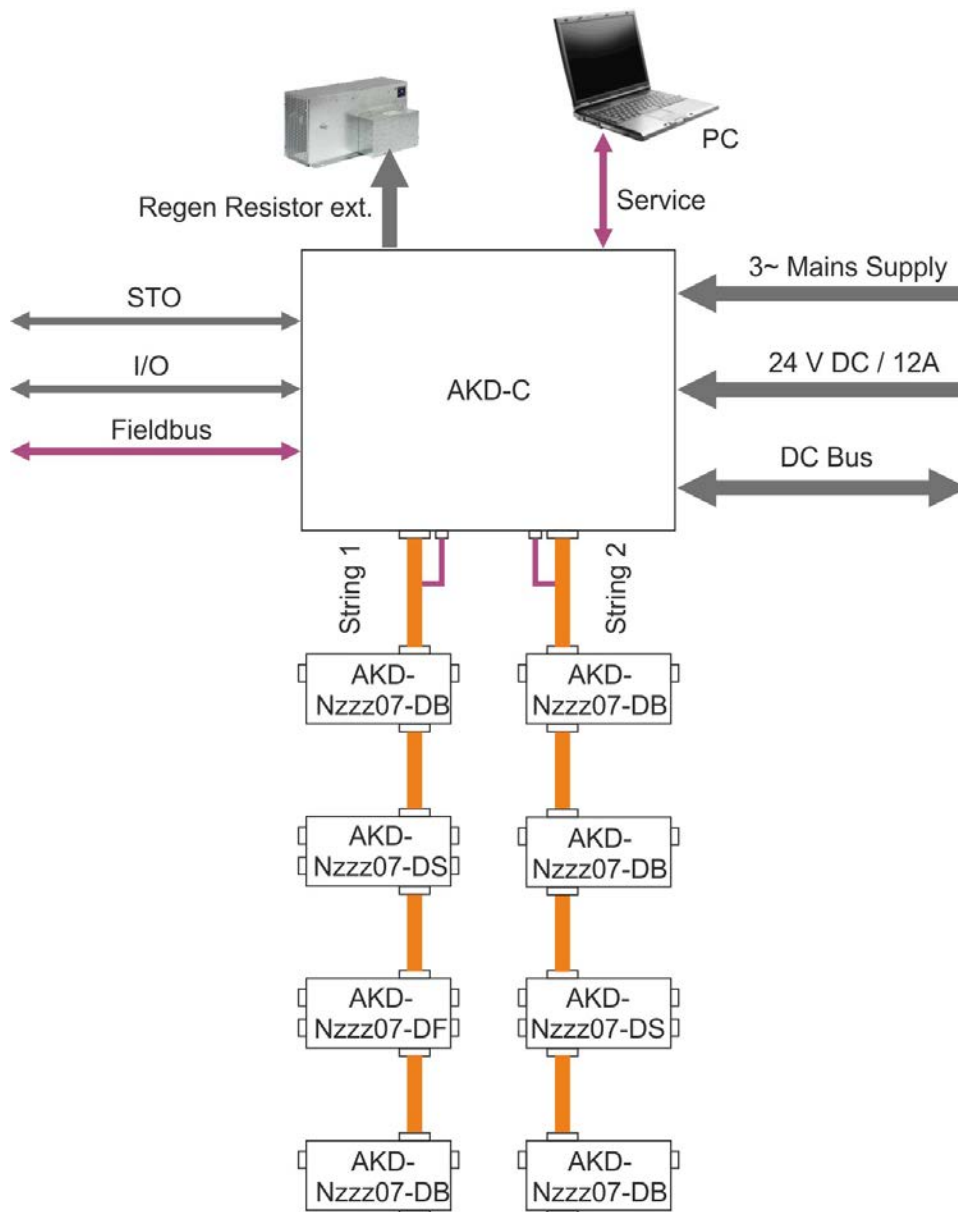 PC
Regen Resistor ext.
Service
3~ Mains Supply
STO
24 V DC / 12A
I/O
AKD-C
Fieldbus
DC Bus
String 1
String 2
AKD-
Nzzz07-DB
AKD-
Nzzz07-DB
AKD-
Nzzz07-DS
AKD-
Nzzz07-DB
AKD-
Nzzz07-DF
AKD-
Nzzz07-DS
AKD-
Nzzz07-DB
AKD-
Nzzz07-DB